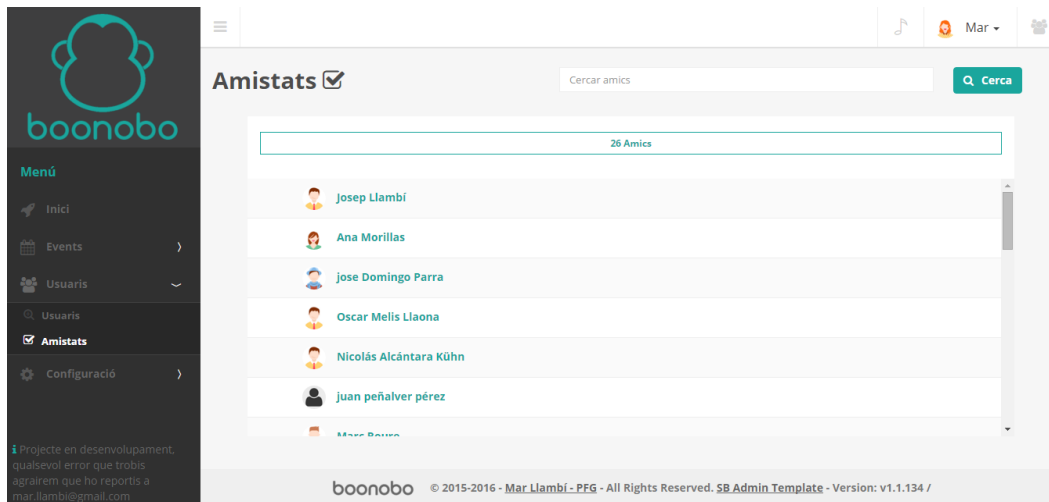 boonobo
Menú
Inici
Events
Usuaris
Usuaris
Amistats
Configuració
Projecte en desenvolupament,
qualsevol error que trobis
agrairem que ho reportis a
mar.llambi@gmail.com
Mar
Amistats
Cercar amics
Cerca
26 Amics
Josep Llambí
Ana Morillas
jose Domingo Parra
Oscar Melis Llaona
Nicolás Alcántara Kühn
juan peñalver pérez
Marc
boonobo © 2015-2016 - Mar Llambí - PFG - All Rights Reserved. SB Admin Template - Version: v1.1.134 /